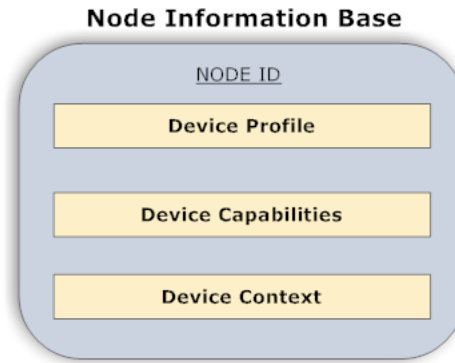 Node Information Base
NODE ID
Device Profile
Device Capabilities
Device Context